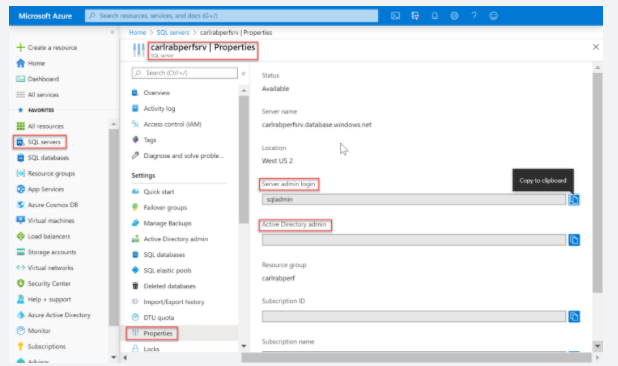 Microsoft Azure
Search resources, services, and docs (G+/)
Home > SQL servers > carlrabperfsrv | Properties
Create a resource
Home
Dashboard
All services
FAVORITES
All resources
SQL servers
SQL databases
Resource groups
App Services
Azure Cosmos DB
Virtual machines
Load balancers
Storage accounts
Virtual networks
Security Center
Help + support
Azure Active Directory
Monitor
Subscriptions
Advisor
carlrabperfsrv | Properties
SQL server
Search (Ctrl+/)
Overview
Activity log
Access control (IAM)
Tags
Diagnose and solve proble...
Settings
Quick start
Failover groups
Manage Backups
Active Directory admin
SQL databases
SQL elastic pools
Deleted databases
Import/Export history
DTU quota
Properties
Locks
Status
Available
Server name
carlrabperfsrv.database.windows.net
Location
West US 2
Server admin login
Copy to clipboard
sqladmin
Active Directory admin
Resource group
carlrabperf
Subscription ID
Subscription name